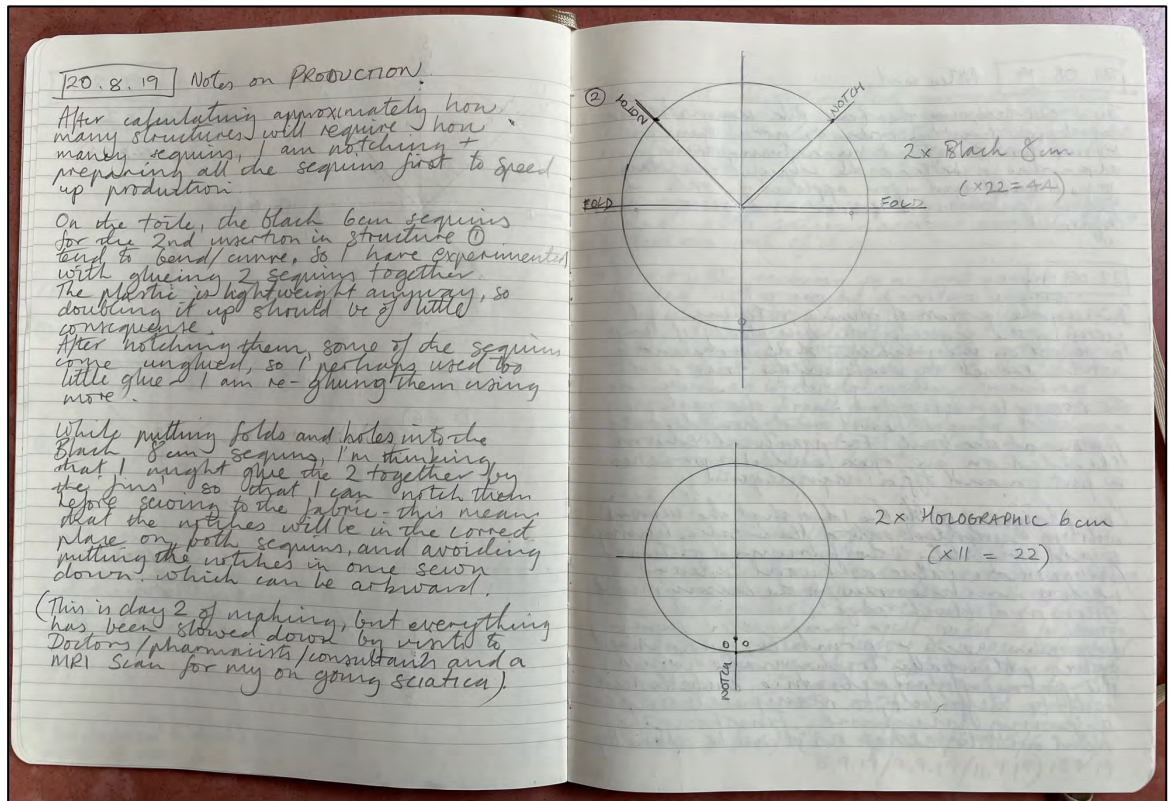 20.8.19 Notes on PRODUCTION.
After calculating approximately how
many structures will require how
many sequins, I am notching +
preparing all the sequins first to speed
up production.
On the toile, the black 6cm sequins
for the 2nd insertion in structure ①
tend to bend/curve, so I have experimented
with glueing 2 sequins together.
The plastic is lightweight anyway, so
doubling it up should be of little
consequense.
After notching them, some of the sequins
come unglued, so I perhaps used too
little glue - I am re-gluing them using
more.
While putting folds and holes into the
Black 8cm sequins, I'm thinking
that I might glue the 2 together by
the 'fins' so that I can notch them
before sewing to the fabric - this means
that the notches will be in the correct
place on both sequins, and avoiding
putting the notches in once sewn
down. which can be arkward.
(This is day 2 of making, but everything
has been slowed down by visits to
Doctors/pharmacists/consultants and a
MRI Scan for my on going sciatica).
②
NOTCH
NOTCH
2x Black 8cm
(x22=44)
FOLD
FOLD
2x HOLOGRAPHIC 6cm
(x11 = 22)
NOTCH